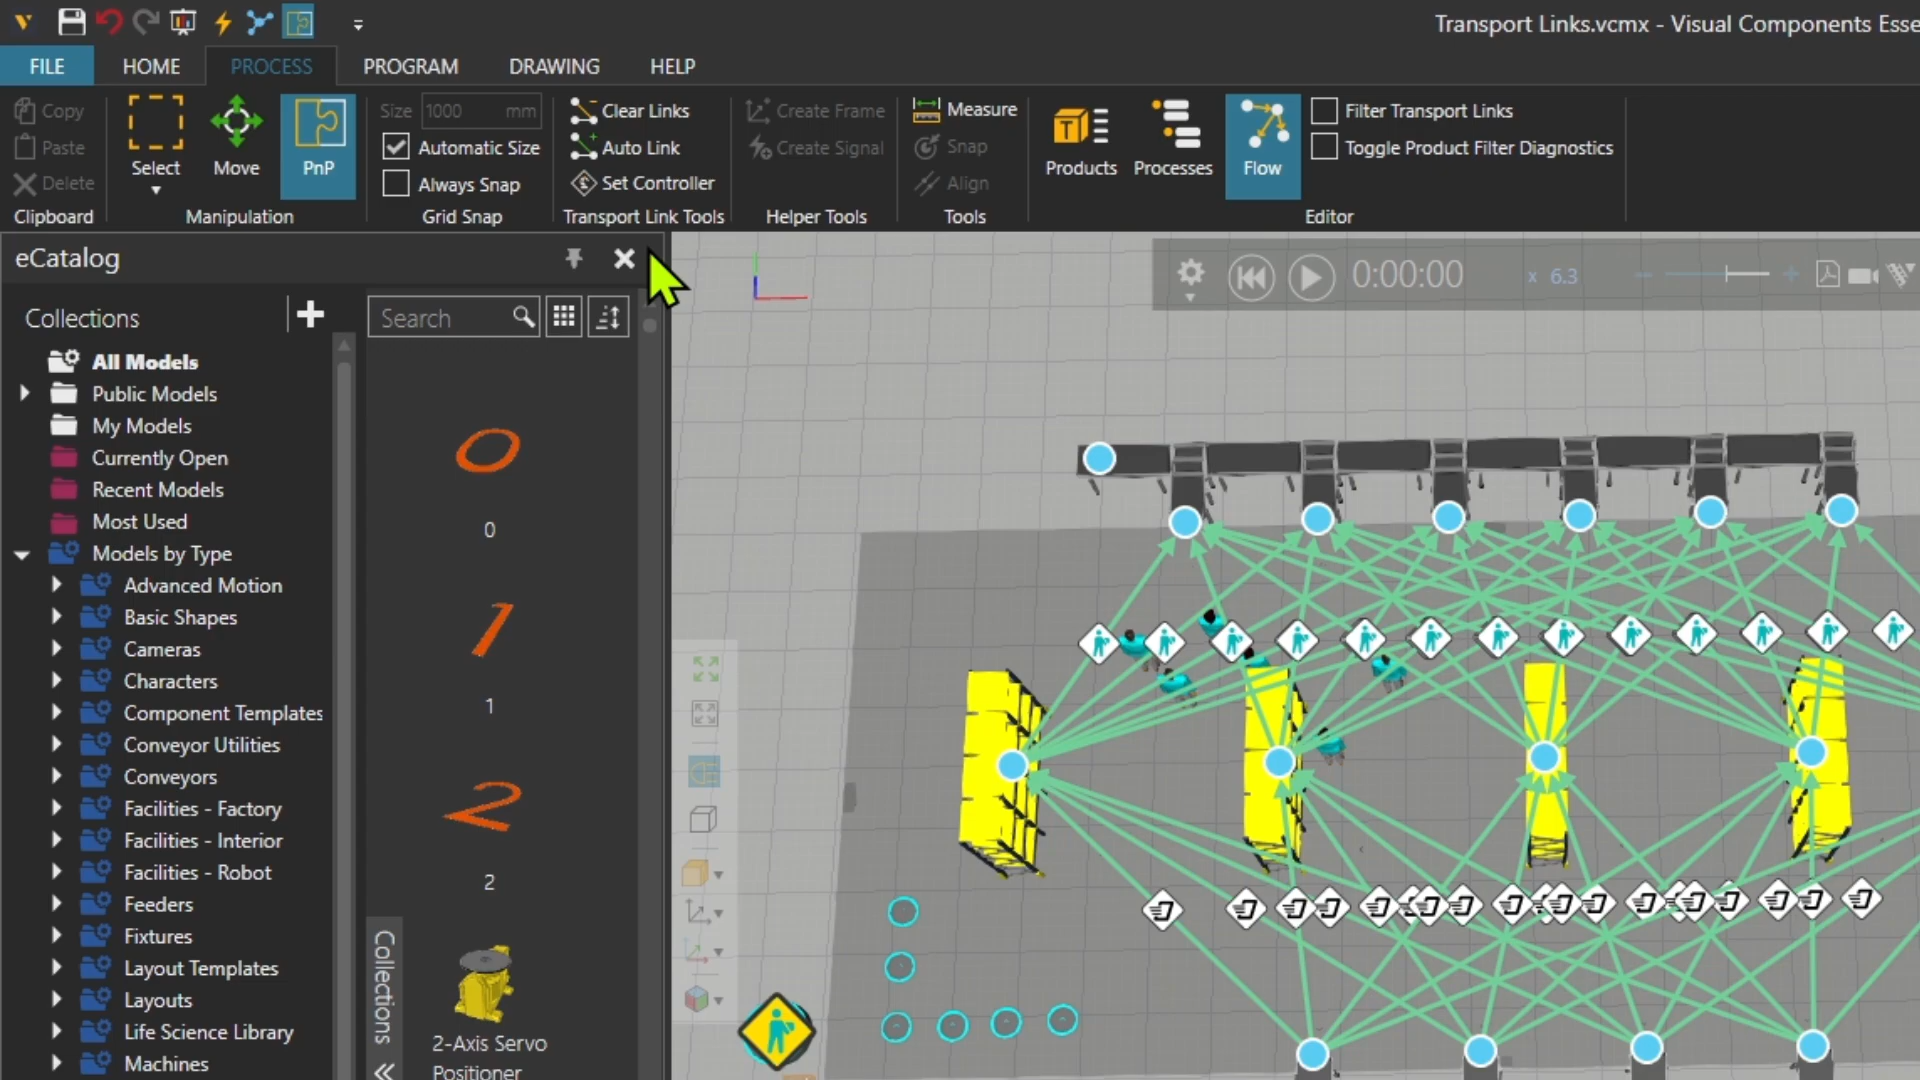 Transport Links.vcmx - Visual Components Esse
FILE
HOME
PROCESS
PROGRAM
DRAWING
HELP
Copy
Paste
Delete
Clipboard
Select
Move
PnP
Manipulation
Size 1000 mm
Automatic Size
Always Snap
Grid Snap
Clear Links
Auto Link
Set Controller
Transport Link Tools
Create Frame
Create Signal
Helper Tools
Measure
Snap
Align
Tools
Products
Processes
Flow
Filter Transport Links
Toggle Product Filter Diagnostics
Editor
eCatalog
Collections
Search
All Models
Public Models
My Models
Currently Open
Recent Models
Most Used
Models by Type
Advanced Motion
Basic Shapes
Cameras
Characters
Component Templates
Conveyor Utilities
Conveyors
Facilities - Factory
Facilities - Interior
Facilities - Robot
Feeders
Fixtures
Layout Templates
Layouts
Life Science Library
Machines
0
0
1
1
2
2
2-Axis Servo
Positioner
Collections
0:00:00
x 6.3